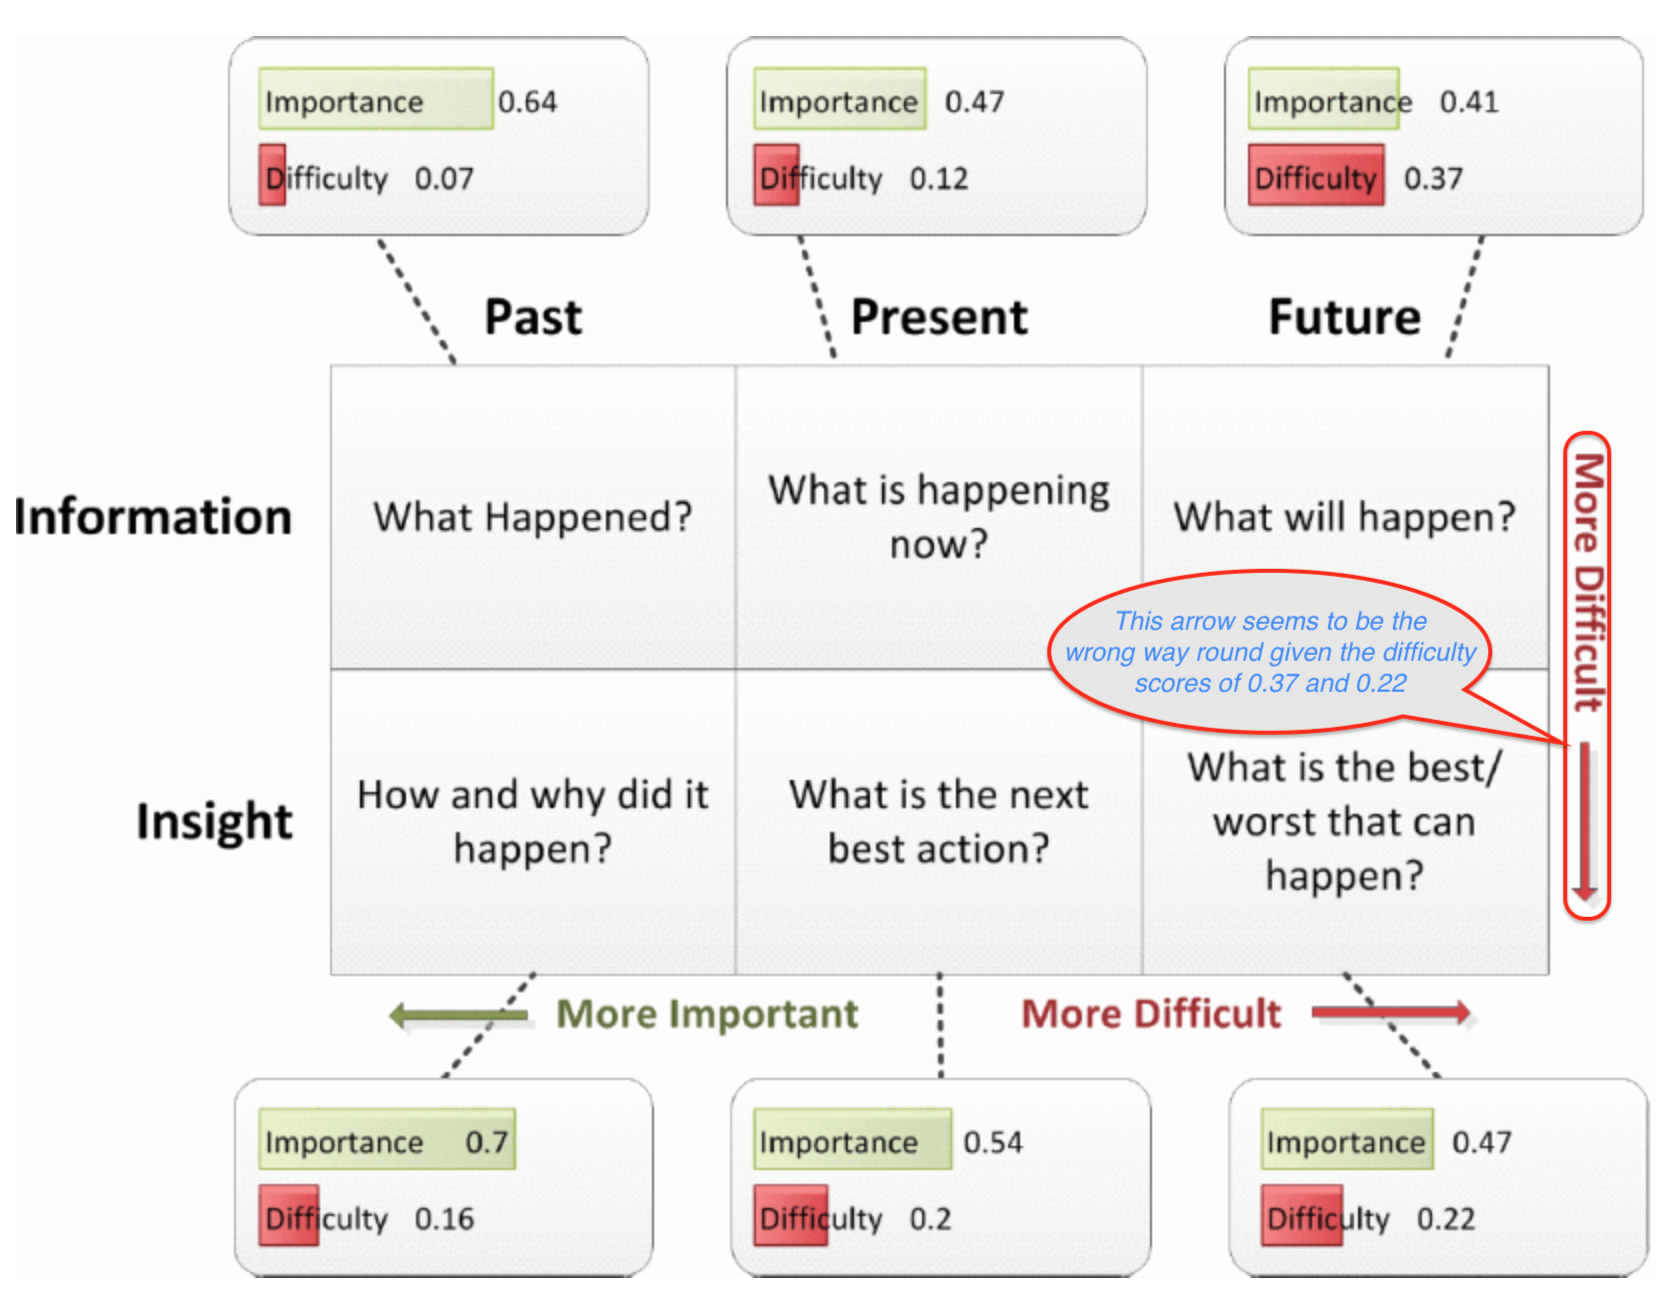 Importance 0.64
Difficulty 0.07
Importance 0.47
Difficulty 0.12
Importance 0.41
Difficulty 0.37
Past Present Future
Information
What Happened?
What is happening
now?
What will happen?
More Difficult
This arrow seems to be the
wrong way round given the difficulty
scores of 0.37 and 0.22
Insight
How and why did it
happen?
What is the next
best action?
What is the best/
worst that can
happen?
More Important
More Difficult
Importance 0.7
Difficulty 0.16
Importance 0.54
Difficulty 0.2
Importance 0.47
Difficulty 0.22